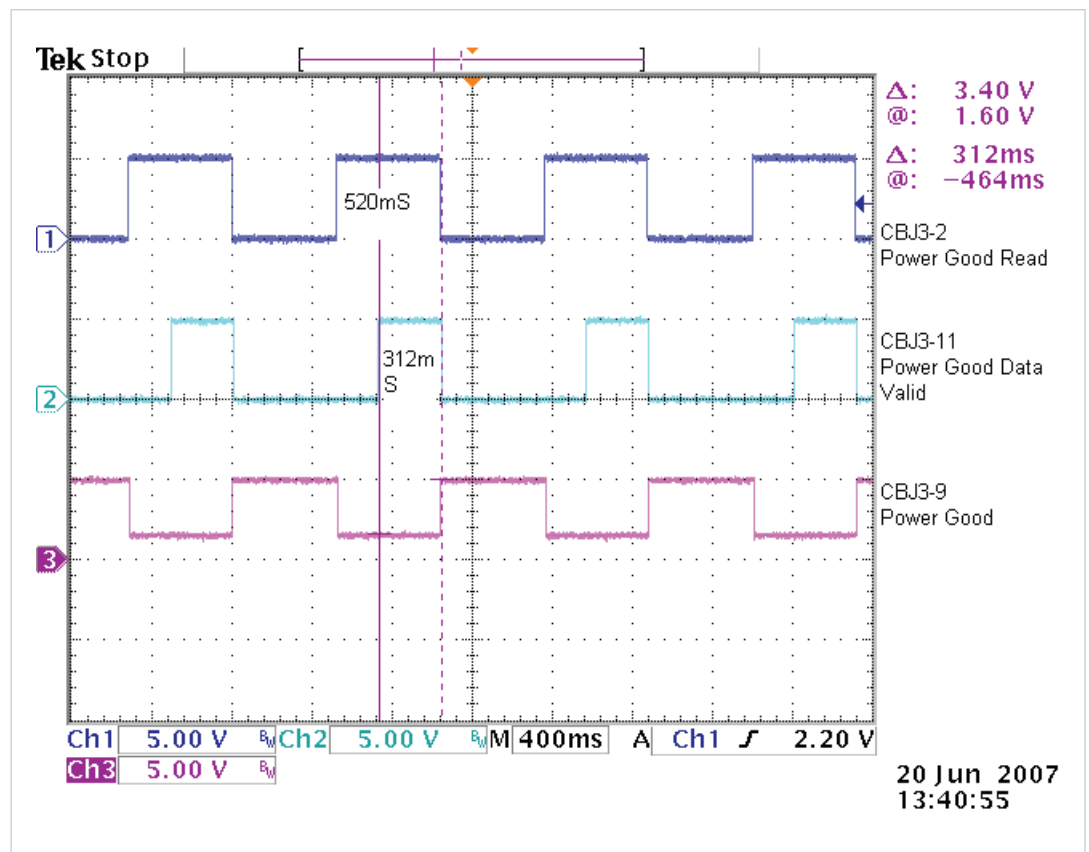 Tek Stop
Δ: 3.40 V
@: 1.60 V
Δ: 312ms
@: −464ms
520mS
1
CBJ3-2
Power Good Read
312m
S
CBJ3-11
Power Good Data
Valid
2
CBJ3-9
Power Good
3
Ch1 5.00 V BW Ch2 5.00 V BW M 400ms A Ch1 2.20 V
Ch3 5.00 V BW
20 Jun 2007
13:40:55